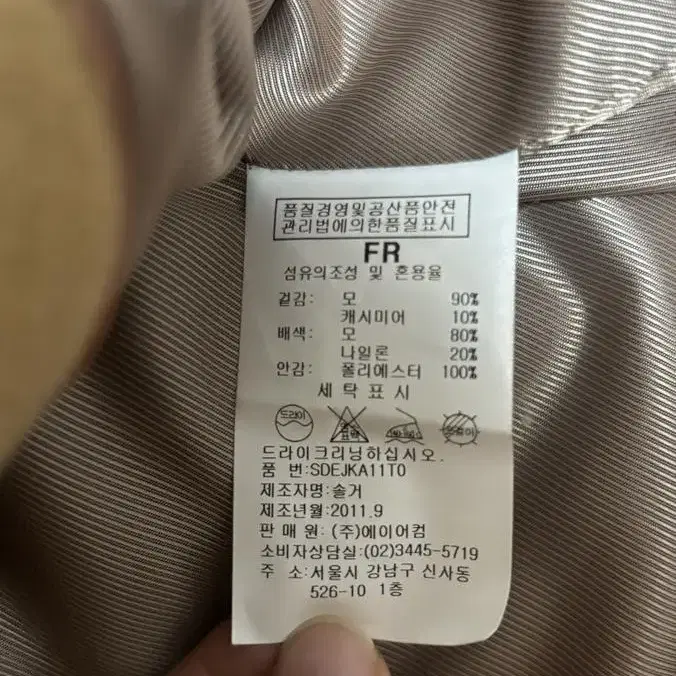 품질경영및공산품안전
관리법에의한품질표시
FR
섬유의조성 및 혼용율
겉감: 모 90%
캐시미어 10%
배색: 모 80%
나일론 20%
안감: 폴리에스터 100%
세탁표시
드라이
드라이크리닝하십시오.
품 번:SDEJKA11T0
제조자명:솔거
제조년월:2011.9
판 매 원: (주)에이어컴
소비자상담실:(02)3445-5719
주 소:서울시 강남구 신사동
526-10 1층